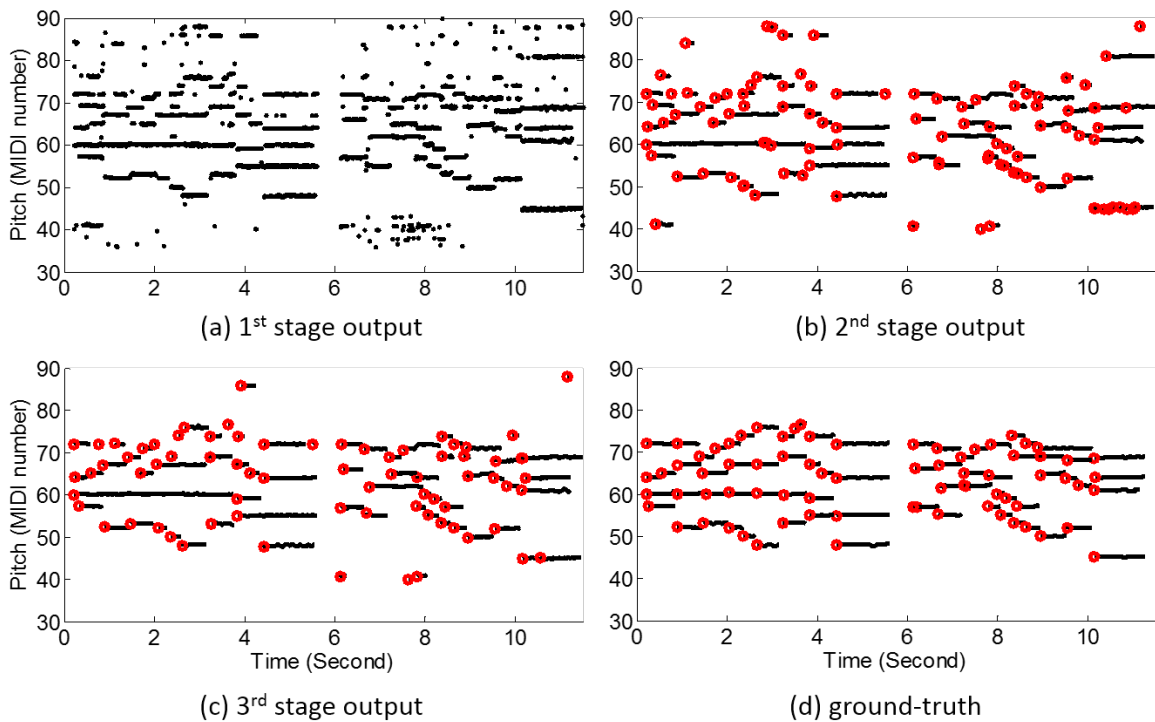 90
80
70
60
50
40
30
Pitch (MIDI number)
0 2 4 6 8 10
(a) 1st stage output
90
80
70
60
50
40
30
0 2 4 6 8 10
(b) 2nd stage output
90
80
70
60
50
40
30
Pitch (MIDI number)
0 2 4 6 8 10
Time (Second)
(c) 3rd stage output
90
80
70
60
50
40
30
0 2 4 6 8 10
Time (Second)
(d) ground-truth